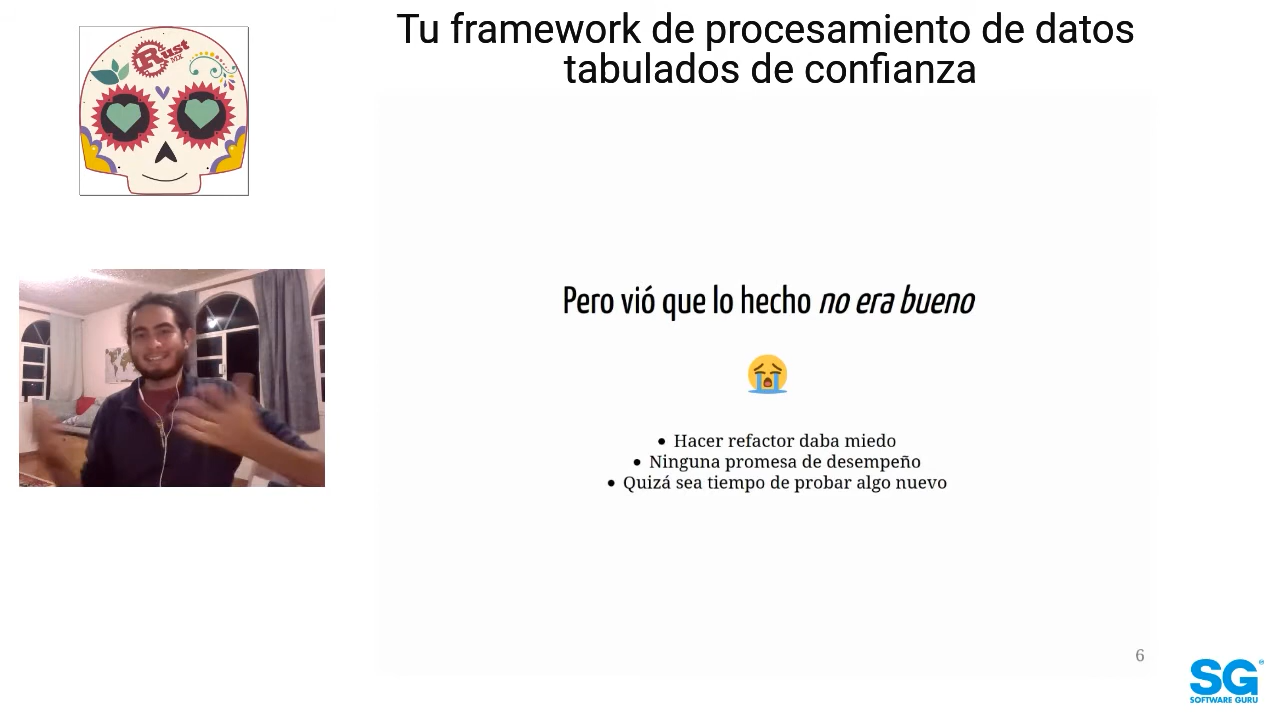 Tu framework de procesamiento de datos
tabulados de confianza
Rust
MX
Pero vió que lo hecho no era bueno
• Hacer refactor daba miedo
• Ninguna promesa de desempeño
• Quizá sea tiempo de probar algo nuevo
6
SG
SOFTWARE GURU